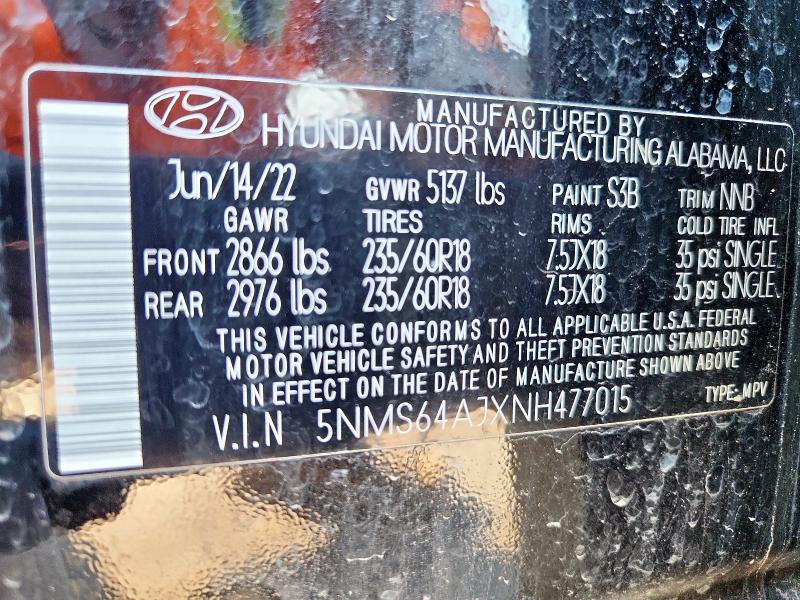 MANUFACTURED BY
HYUNDAI MOTOR MANUFACTURING ALABAMA, LLC
Jun/14/22 GVWR 5137 lbs PAINT S3B TRIM NNB
GAWR TIRES RIMS COLD TIRE INFL
FRONT 2866 lbs 235/60R18 7.5JX18 35 psi SINGLE
REAR 2976 lbs 235/60R18 7.5JX18 35 psi SINGLE
THIS VEHICLE CONFORMS TO ALL APPLICABLE U.S.A. FEDERAL
MOTOR VEHICLE SAFETY AND THEFT PREVENTION STANDARDS
IN EFFECT ON THE DATE OF MANUFACTURE SHOWN ABOVE
V.I.N 5NMS64AJXNH477015 TYPE: MPV